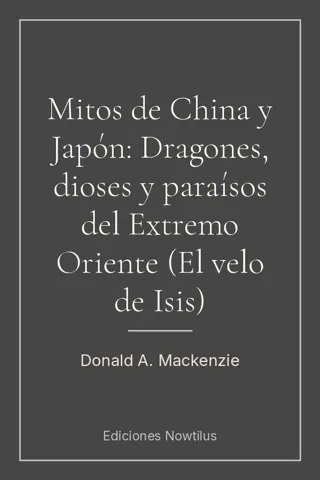 Mitos de China y
Japón: Dragones,
dioses y paraísos
del Extremo
Oriente (El velo
de Isis)
Donald A. Mackenzie
Ediciones Nowtilus